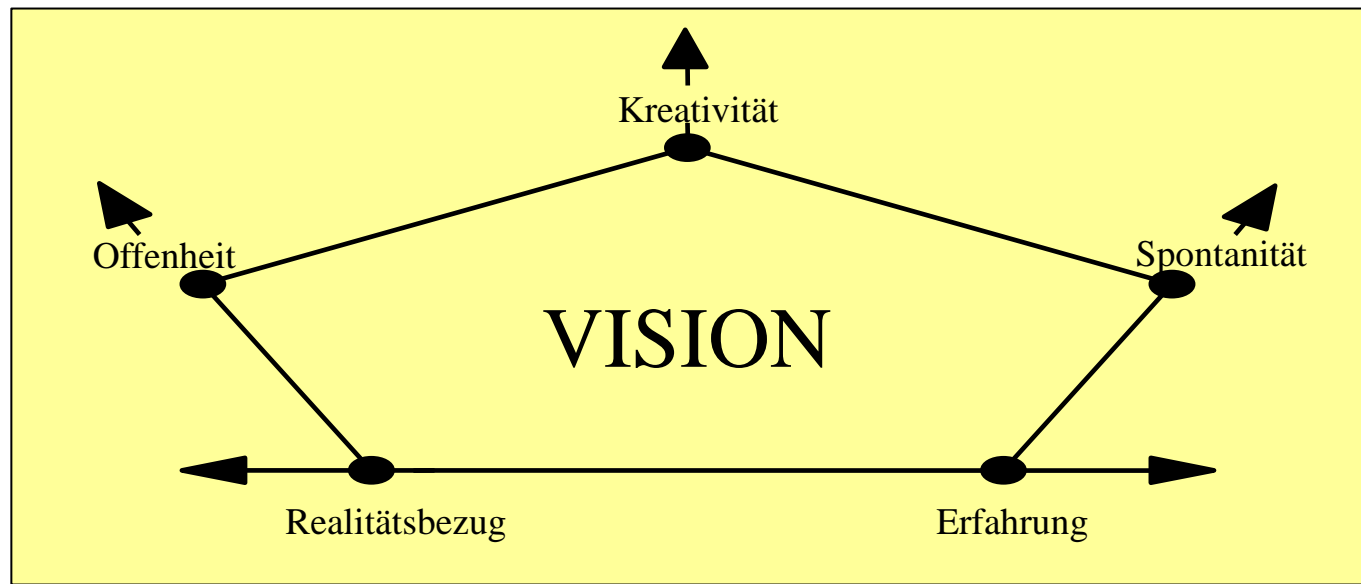 Kreativität
Offenheit
Spontanität
VISION
Realitätsbezug
Erfahrung